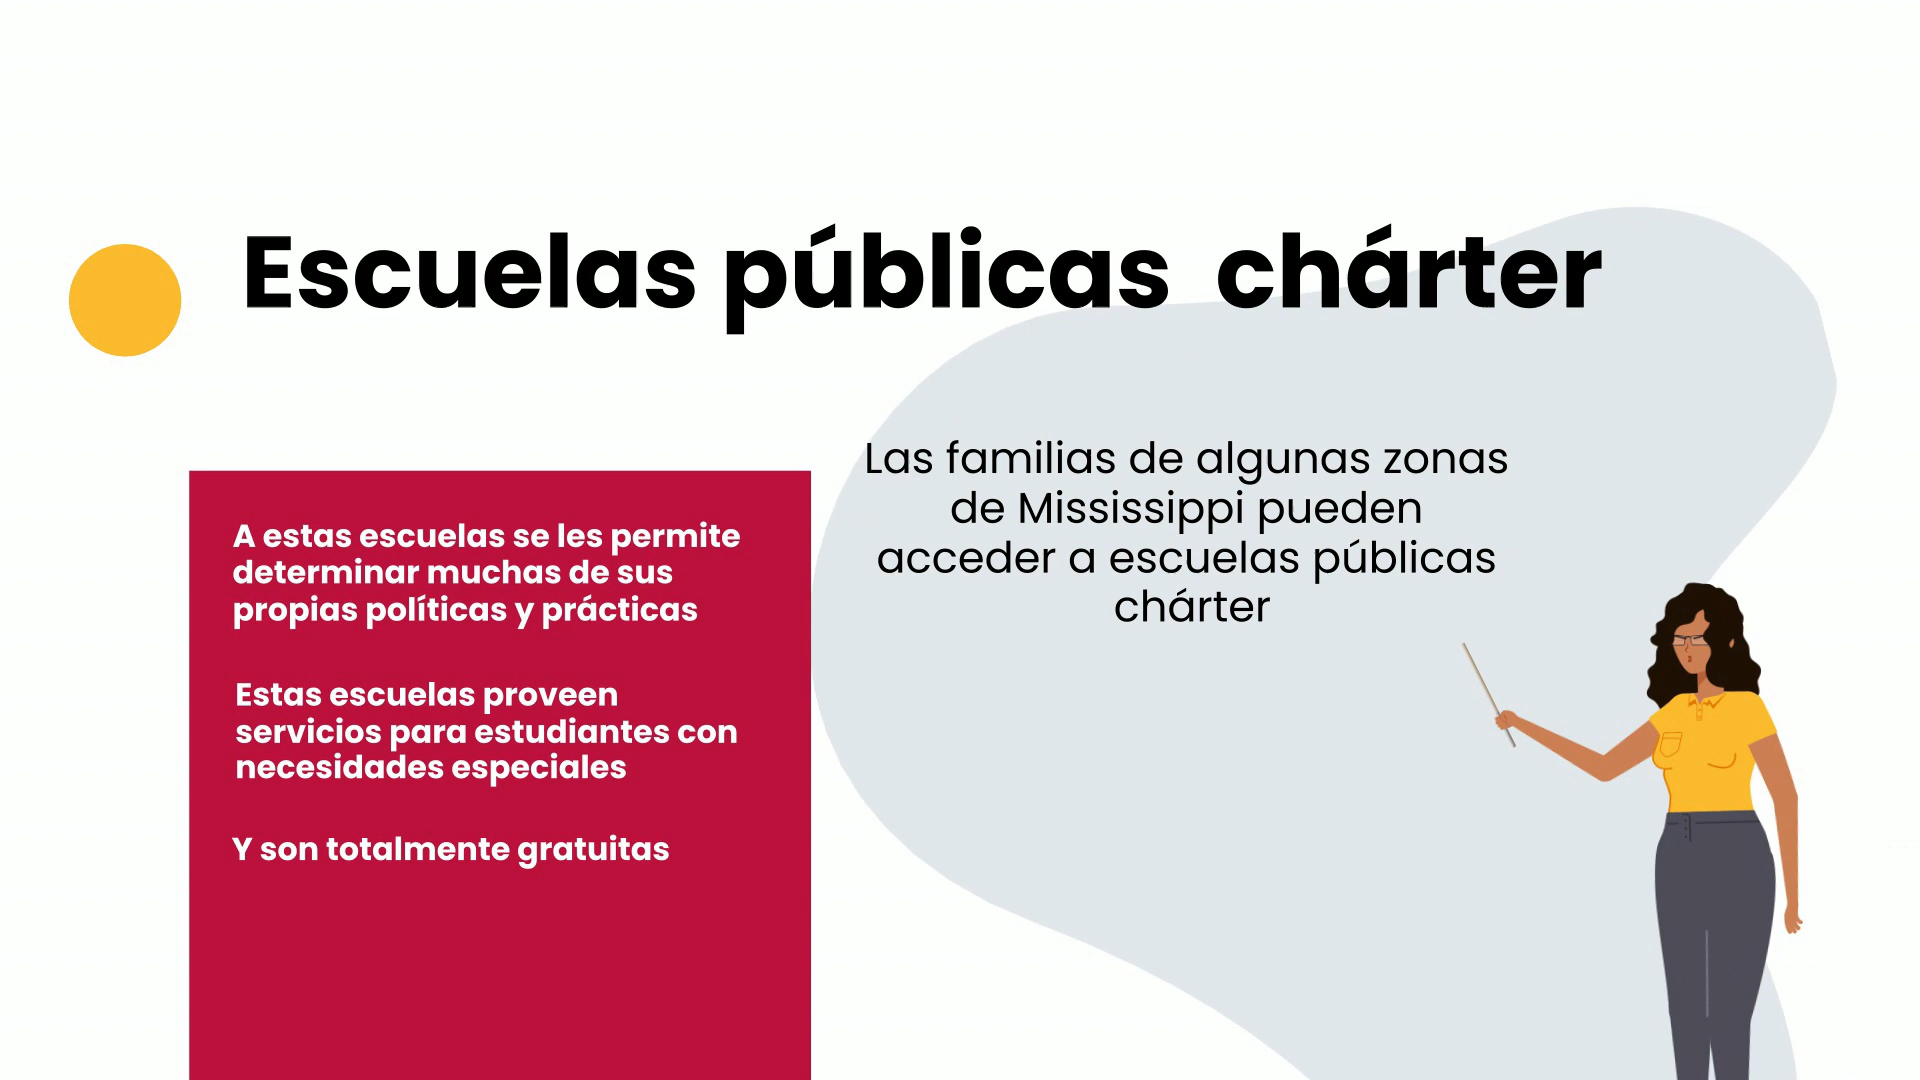 Escuelas públicas chárter
A estas escuelas se les permite
determinar muchas de sus
propias políticas y prácticas
Estas escuelas proveen
servicios para estudiantes con
necesidades especiales
Y son totalmente gratuitas
Las familias de algunas zonas
de Mississippi pueden
acceder a escuelas públicas
chárter